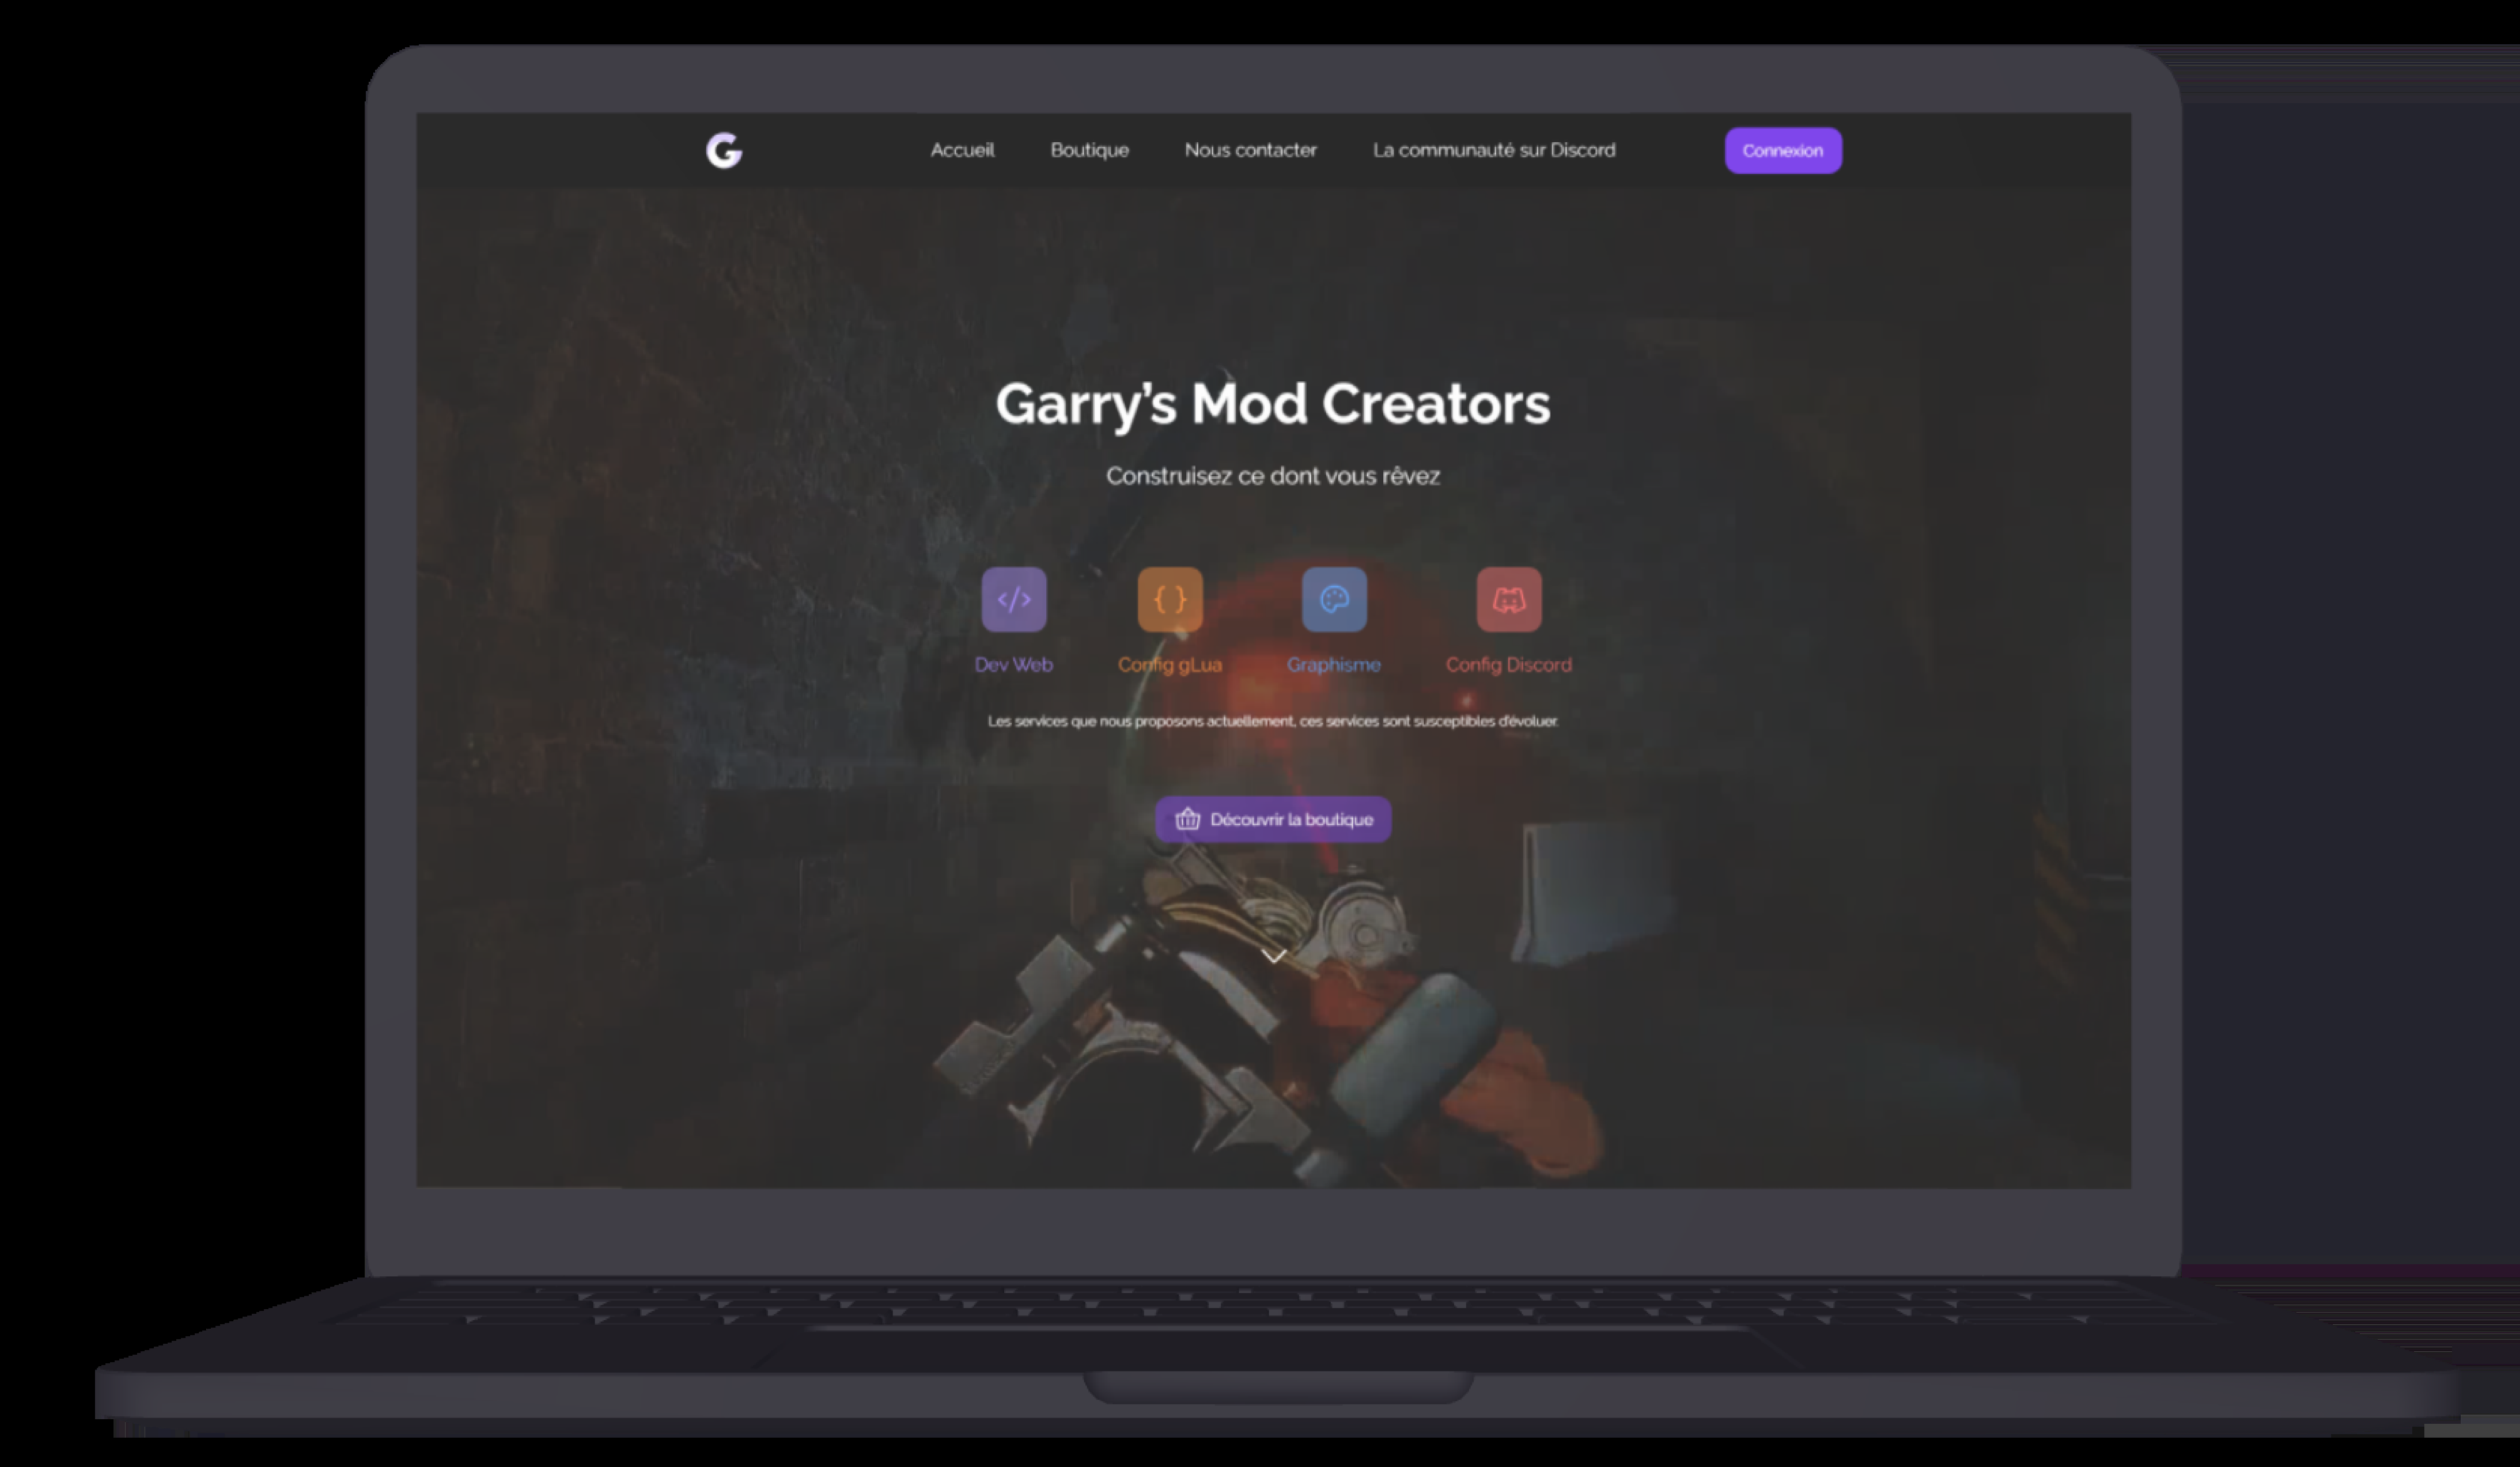 G
Accueil Boutique Nous contacter La communauté sur Discord Connexion
Garry's Mod Creators
Construisez ce dont vous rêvez
</> { }
Dev Web Config gLua Graphisme Config Discord
Les services que nous proposons actuellement, ces services sont susceptibles d'évoluer.
Découvrir la boutique